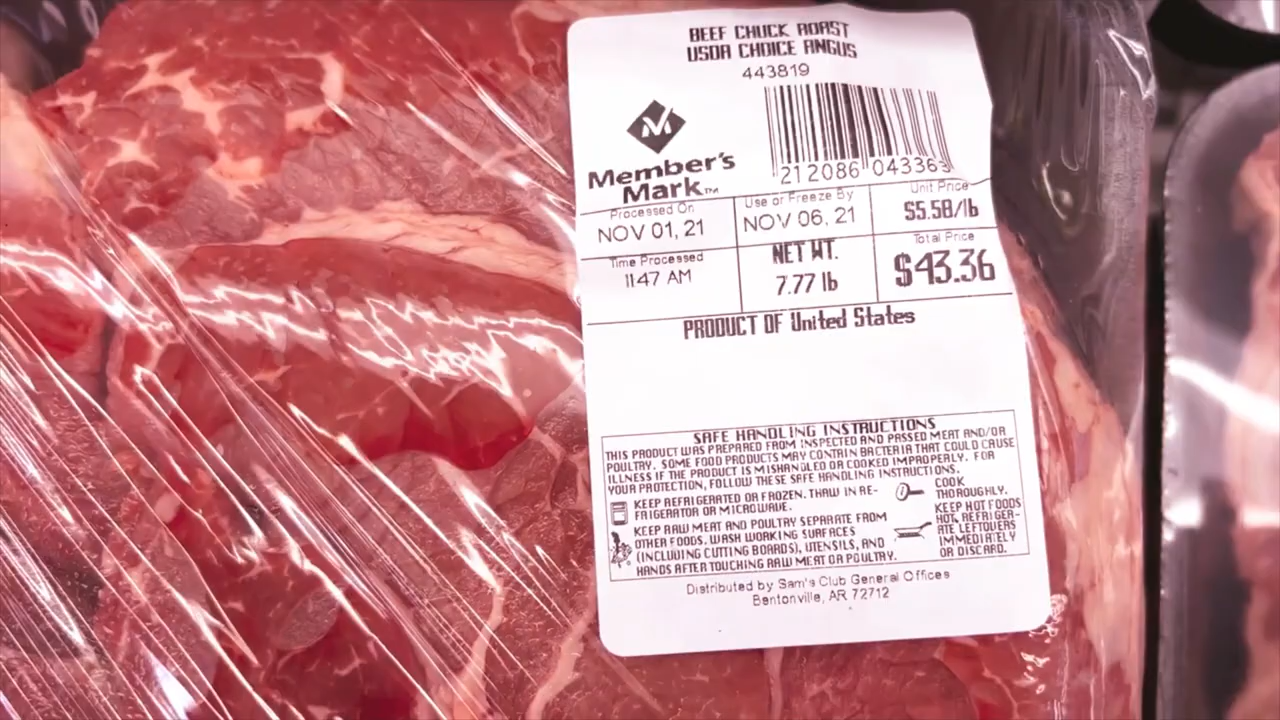 BEEF CHUCK ROAST
USDA CHOICE ANGUS
443819
Member's
Mark™
212086 043363
Processed On
NOV 01, 21
Use or Freeze By
NOV 06, 21
Unit Price
$5.58/lb
Time Processed
11:47 AM
NET WT.
7.77 lb
Total Price
$43.36
PRODUCT OF United States
SAFE HANDLING INSTRUCTIONS
THIS PRODUCT WAS PREPARED FROM INSPECTED AND PASSED MEAT AND/OR
POULTRY. SOME FOOD PRODUCTS MAY CONTAIN BACTERIA THAT COULD CAUSE
ILLNESS IF THE PRODUCT IS MISHANDLED OR COOKED IMPROPERLY. FOR
YOUR PROTECTION, FOLLOW THESE SAFE HANDLING INSTRUCTIONS.
KEEP REFRIGERATED OR FROZEN. THAW IN RE-
FRIGERATOR OR MICROWAVE.
KEEP RAW MEAT AND POULTRY SEPARATE FROM
OTHER FOODS. WASH WORKING SURFACES
(INCLUDING CUTTING BOARDS), UTENSILS, AND
HANDS AFTER TOUCHING RAW MEAT OR POULTRY.
COOK
THOROUGHLY.
KEEP HOT FOODS
HOT. REFRIGER-
ATE LEFTOVERS
IMMEDIATELY
OR DISCARD.
Distributed by Sam's Club General Offices
Bentonville, AR 72712